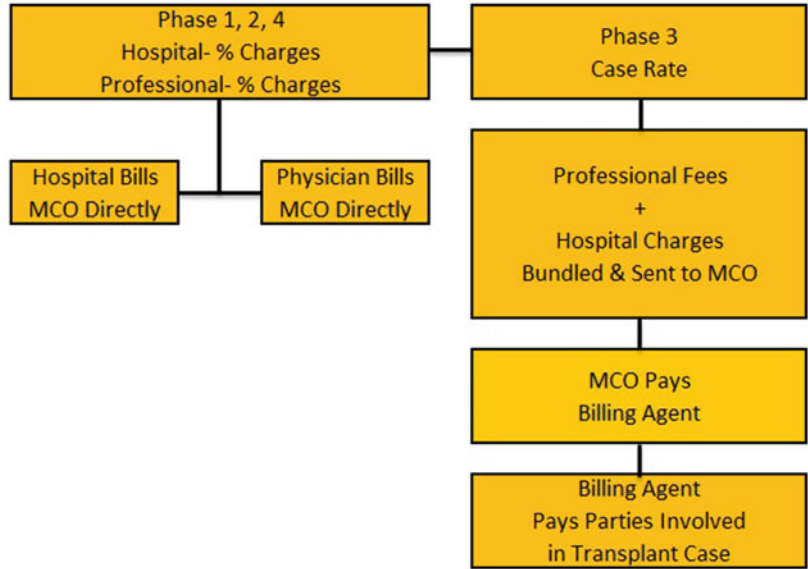 Phase 1, 2, 4
Hospital- % Charges
Professional- % Charges
Phase 3
Case Rate
Hospital Bills
MCO Directly
Physician Bills
MCO Directly
Professional Fees
+
Hospital Charges
Bundled & Sent to MCO
MCO Pays
Billing Agent
Billing Agent
Pays Parties Involved
in Transplant Case